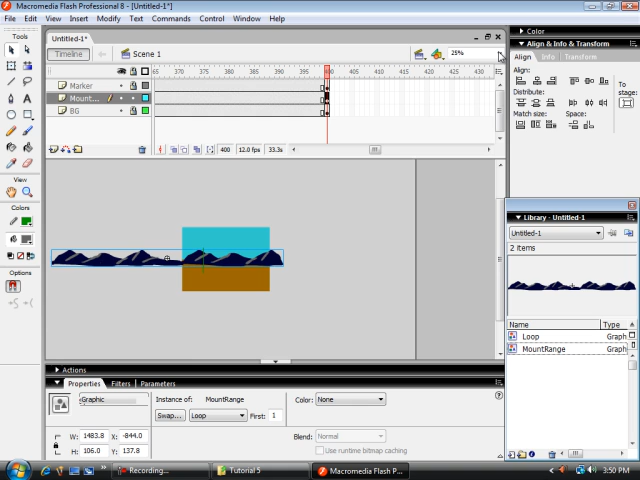 Macromedia Flash Professional 8 - [Untitled-1*]
File Edit View Insert Modify Text Commands Control Window Help
Tools
View
Colors
Options
Untitled-1*
Timeline
Scene 1
25%
65 370 375 380 385 390 395 400 405 410 415 420 425 430
Marker
Mount...
BG
400 12.0 fps 33.3s
Color
Align & Info & Transform
Align Info Transform
Align:
Distribute:
Match size: Space:
To stage:
Library - Untitled-1
Untitled-1
2 items
Name Type
Loop Graph
MountRange Graph
Actions
Properties Filters Parameters
Graphic
Instance of: MountRange
Swap... Loop First: 1
Color: None
Blend: Normal
Use runtime bitmap caching
W: 1483.8 X: -844.0
H: 106.0 Y: 137.8
Recording... Tutorial 5 Macromedia Flash P... 3:50 PM